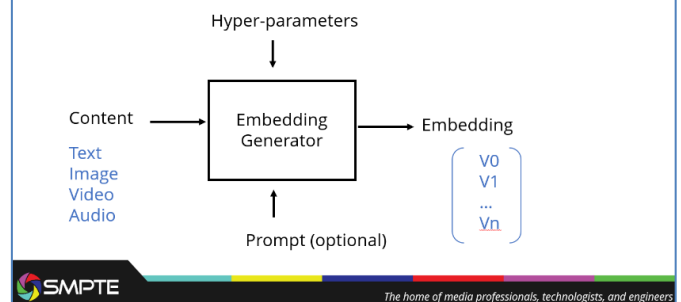 Hyper-parameters
Content
Text
Image
Video
Audio
Embedding
Generator
Embedding
V0
V1
...
Vn
Prompt (optional)
SMPTE
The home of media professionals, technologists, and engineers